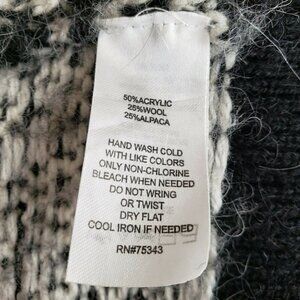 50%ACRYLIC
25%WOOL
25%ALPACA
HAND WASH COLD
WITH LIKE COLORS
ONLY NON-CHLORINE
BLEACH WHEN NEEDED
DO NOT WRING
OR TWIST
DRY FLAT
COOL IRON IF NEEDED
RN#75343